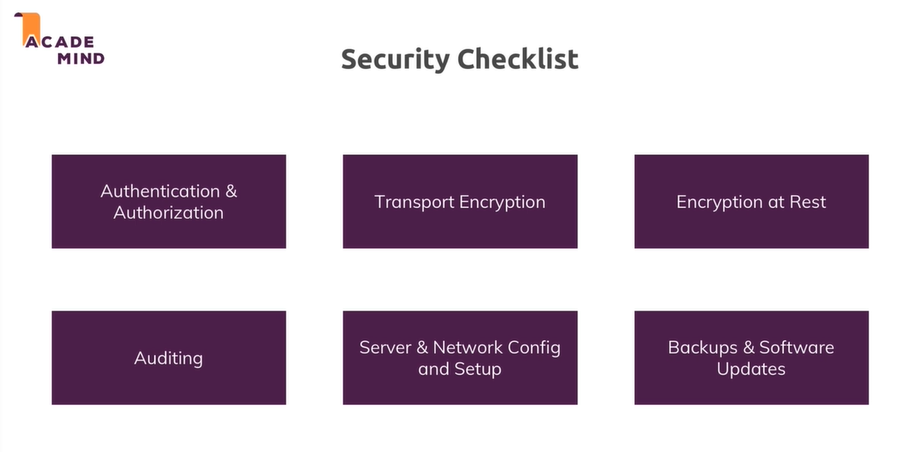 ACADE
MIND
Security Checklist
Authentication &
Authorization
Transport Encryption
Encryption at Rest
Auditing
Server & Network Config
and Setup
Backups & Software
Updates